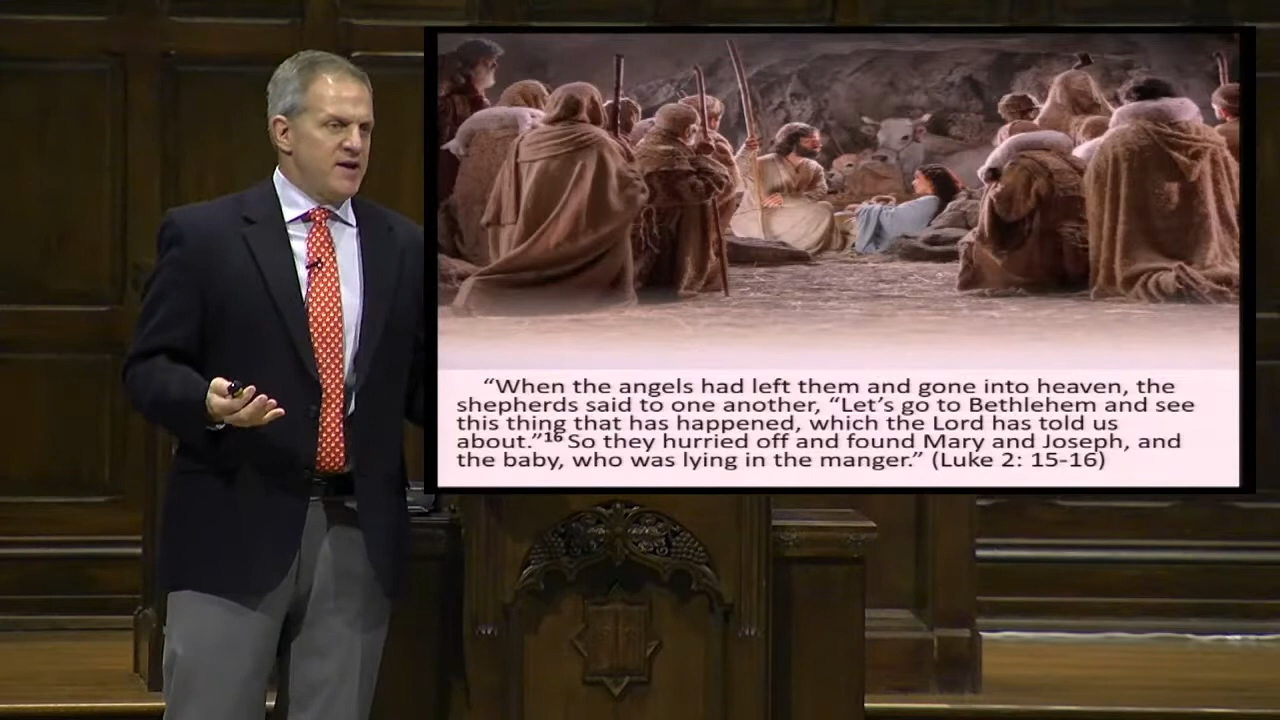 “When the angels had left them and gone into heaven, the
shepherds said to one another, “Let’s go to Bethlehem and see
this thing that has happened, which the Lord has told us
about.”¹⁶ So they hurried off and found Mary and Joseph, and
the baby, who was lying in the manger.” (Luke 2: 15-16)